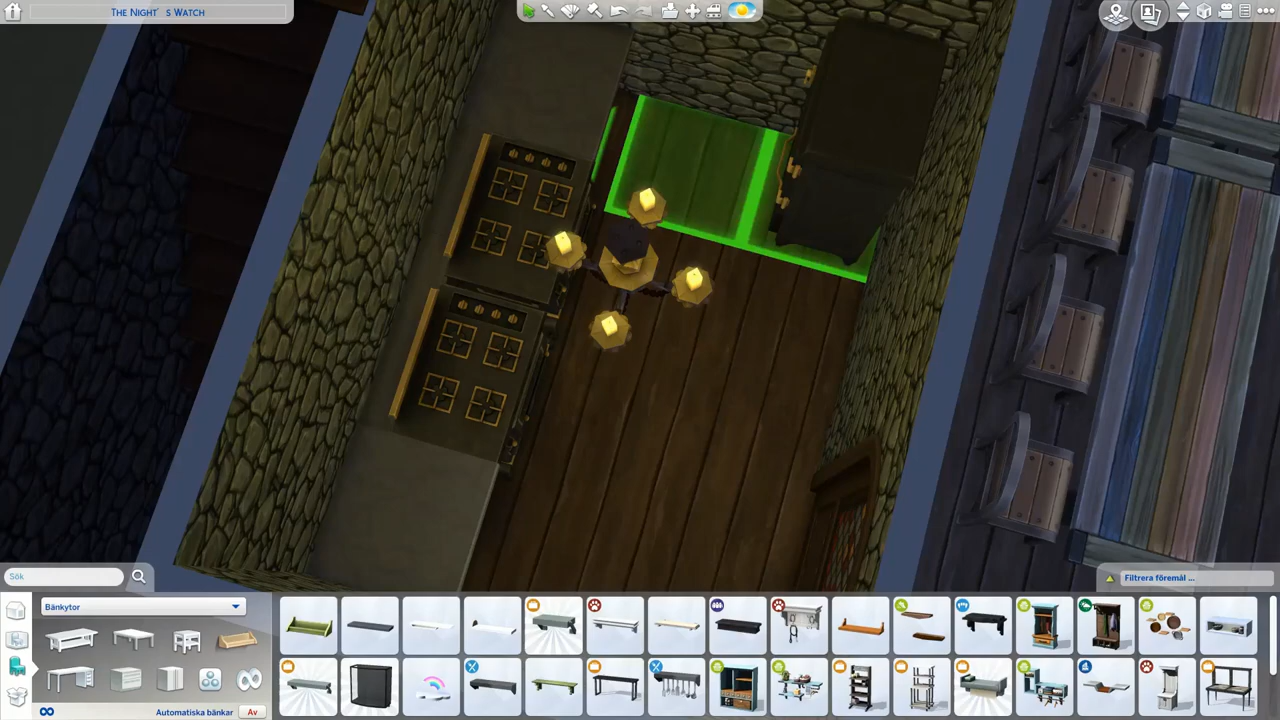 THE NIGHT´S WATCH
Sök
Filtrera föremål ...
Bänkytor
Automatiska bänkar
Av